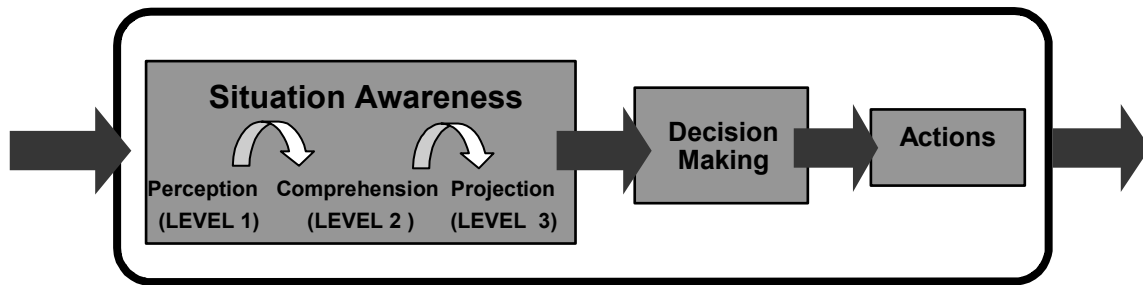 Situation Awareness
Perception Comprehension Projection
(LEVEL 1) (LEVEL 2 ) (LEVEL 3)
Decision
Making
Actions